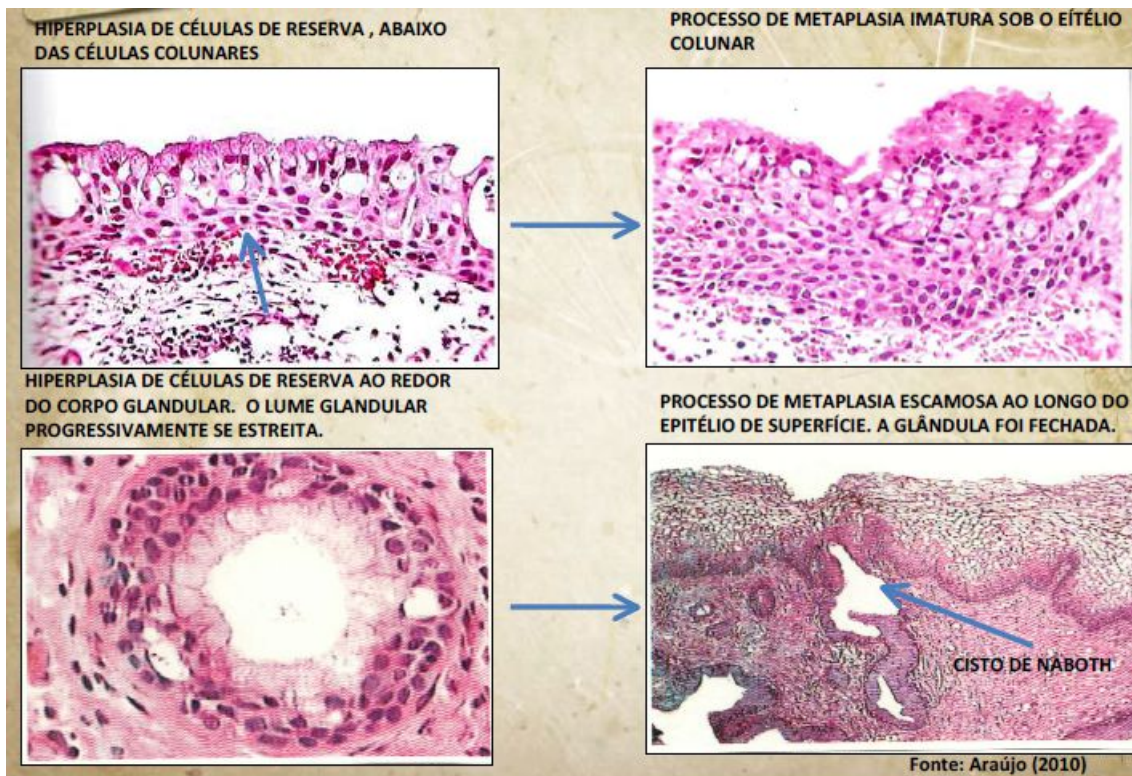 HIPERPLASIA DE CÉLULAS DE RESERVA , ABAIXO
DAS CÉLULAS COLUNARES
PROCESSO DE METAPLASIA IMATURA SOB O EÍTÉLIO
COLUNAR
HIPERPLASIA DE CÉLULAS DE RESERVA AO REDOR
DO CORPO GLANDULAR. O LUME GLANDULAR
PROGRESSIVAMENTE SE ESTREITA.
PROCESSO DE METAPLASIA ESCAMOSA AO LONGO DO
EPITÉLIO DE SUPERFÍCIE. A GLÂNDULA FOI FECHADA.
CISTO DE NABOTH
Fonte: Araújo (2010)